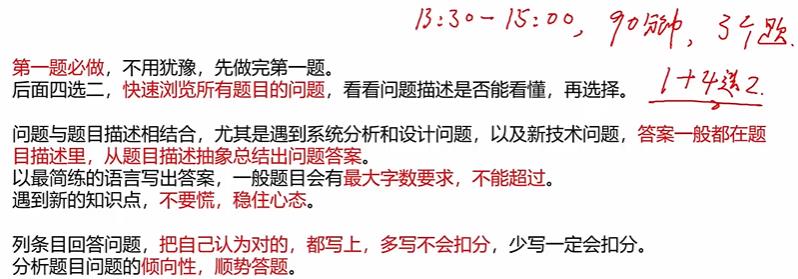 13:30-15:00, 90分钟, 3个题.
第一题必做，不用犹豫，先做完第一题。
后面四选二，快速浏览所有题目的问题，看看问题描述是否能看懂，再选择。
1+4选2.
问题与题目描述相结合，尤其是遇到系统分析和设计问题，以及新技术问题，答案一般都在题
目描述里，从题目描述抽象总结出问题答案。
以最简练的语言写出答案，一般题目会有最大字数要求，不能超过。
遇到新的知识点，不要慌，稳住心态。
列条目回答问题，把自己认为对的，都写上，多写不会扣分，少写一定会扣分。
分析题目问题的倾向性，顺势答题。